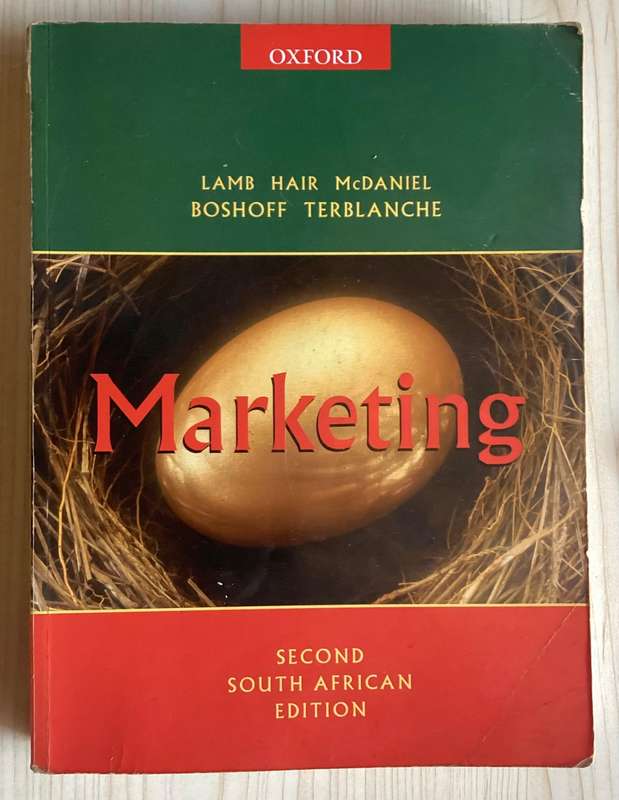 OXFORD
LAMB HAIR McDANIEL
BOSHOFF TERBLANCHE
Marketing
SECOND
SOUTH AFRICAN
EDITION